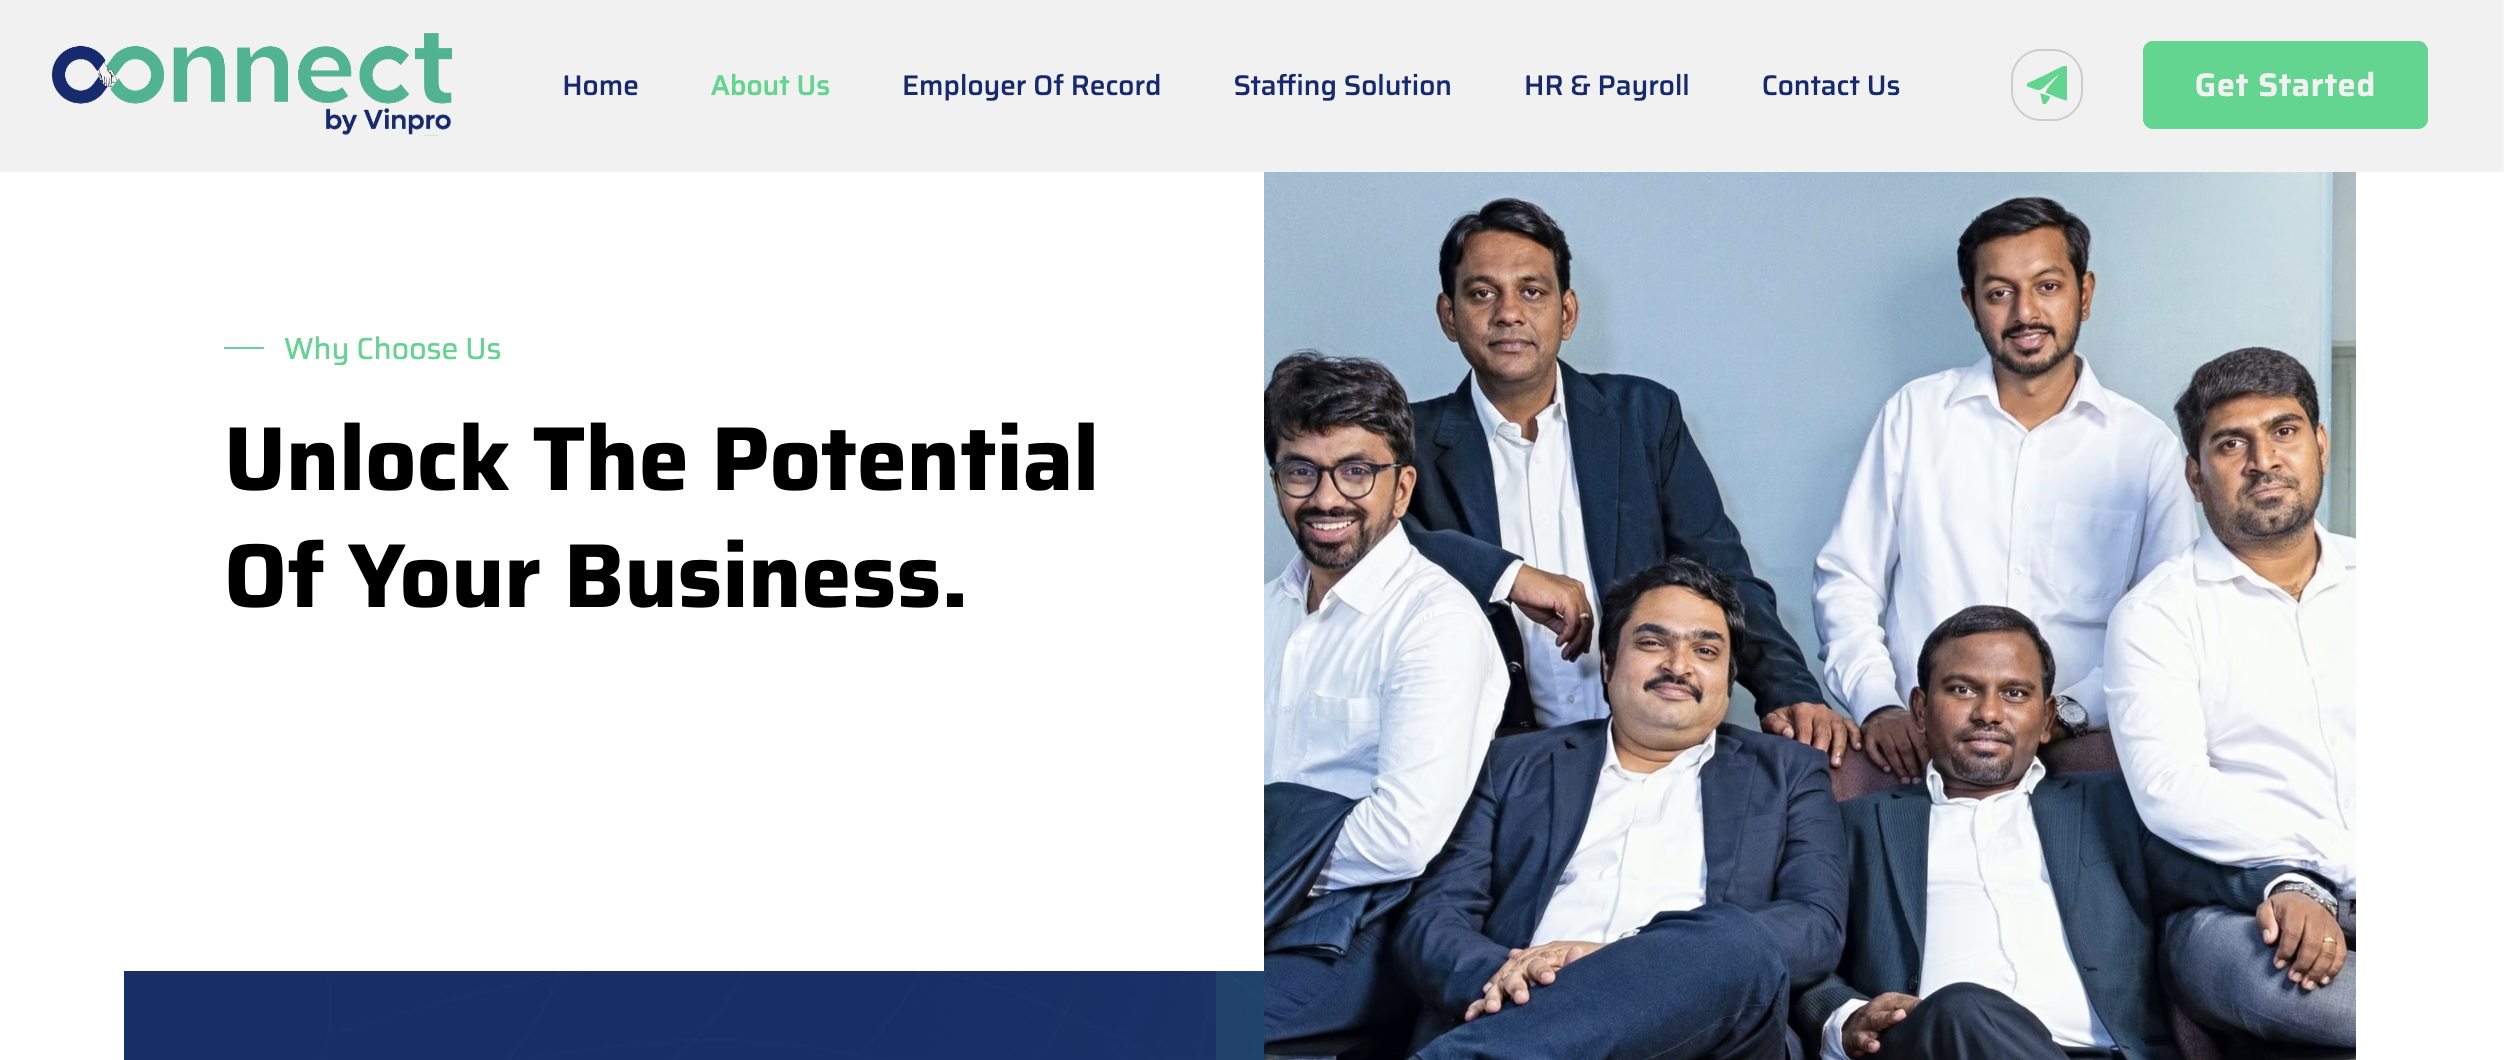 connect
by Vinpro
Home
About Us
Employer Of Record
Staffing Solution
HR & Payroll
Contact Us
Get Started
Why Choose Us
Unlock The Potential
Of Your Business.